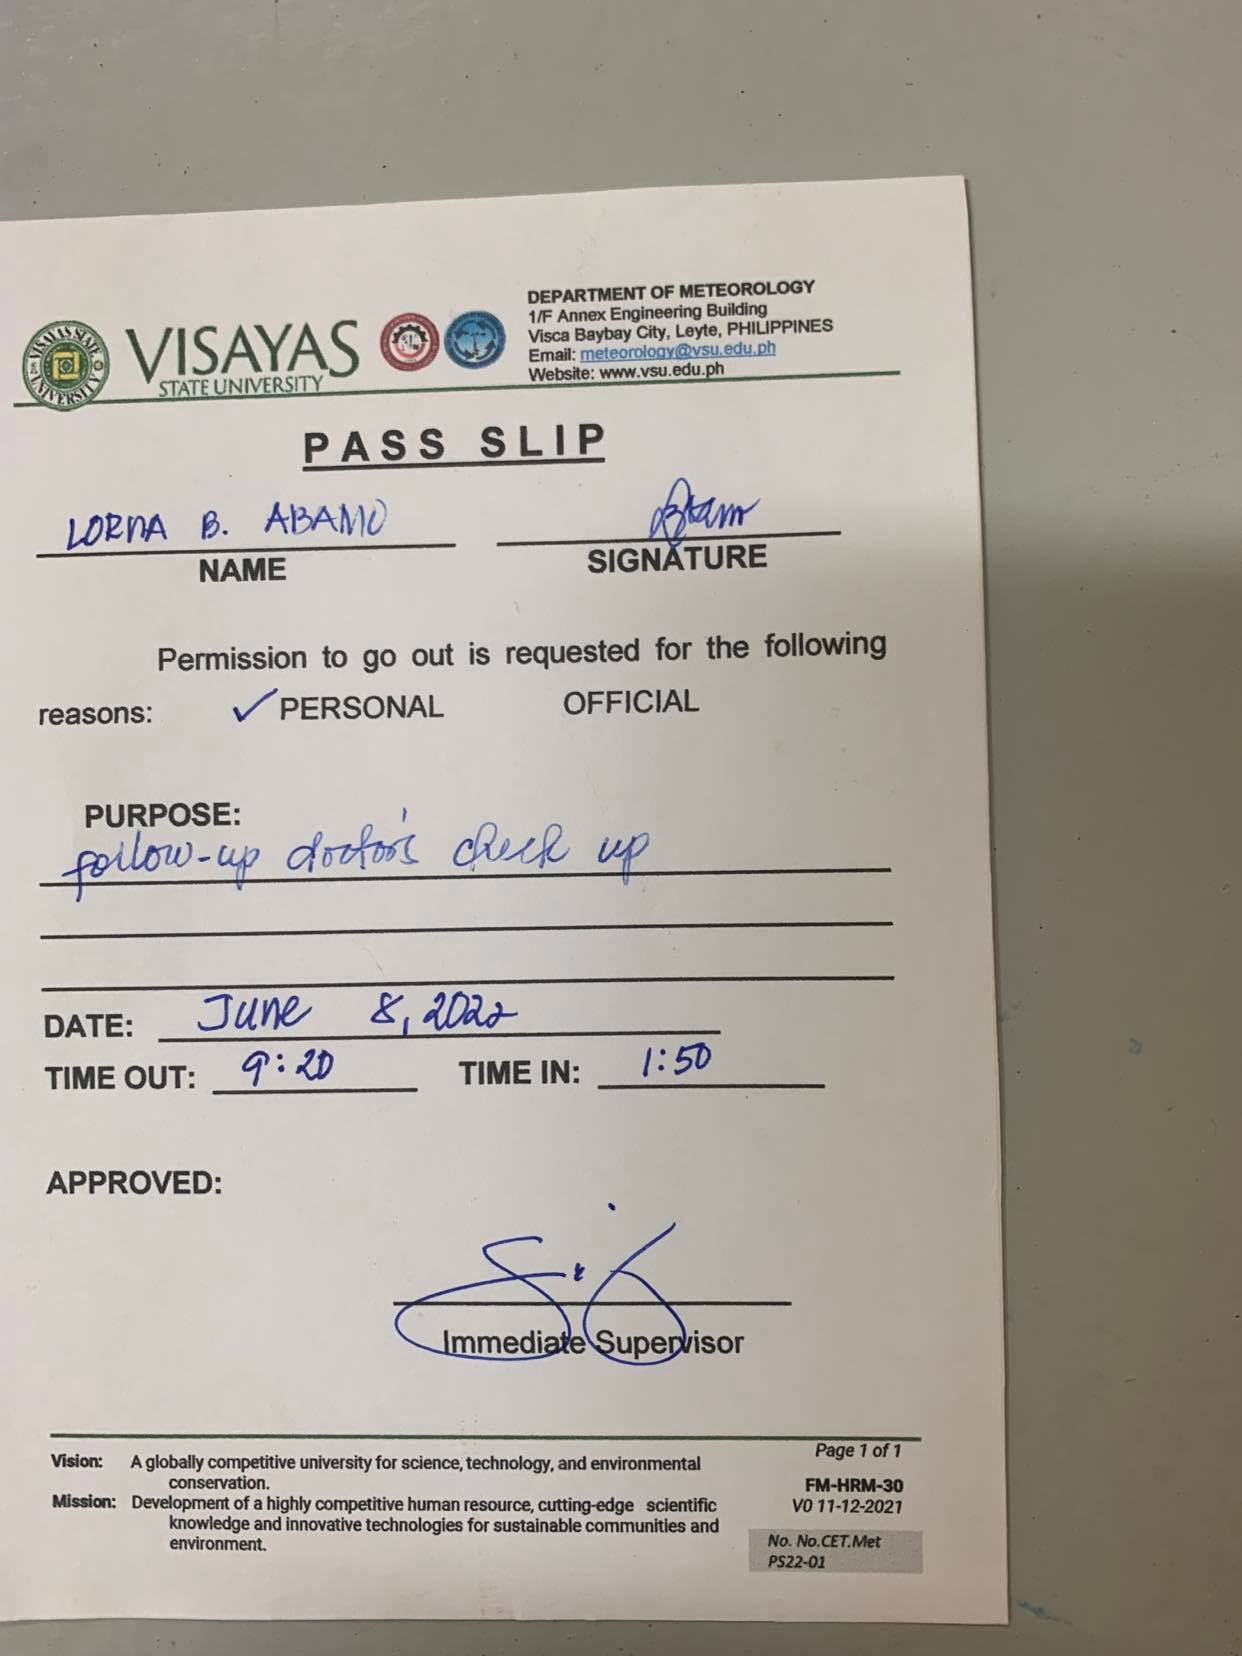 DEPARTMENT OF METEOROLOGY
1/F Annex Engineering Building
Visca Baybay City, Leyte, PHILIPPINES
Email: meteorology@vsu.edu.ph
Website: www.vsu.edu.ph
VISAYAS STATE UNIVERSITY
VISAYAS
STATE UNIVERSITY
PASS SLIP
LORNA B. ABAMO
NAME SIGNATURE
Permission to go out is requested for the following
reasons: ✓ PERSONAL OFFICIAL
PURPOSE:
follow-up doctor's check up
DATE: June 8, 2022
TIME OUT: 9:20 TIME IN: 1:50
APPROVED:
Immediate Supervisor
Vision: A globally competitive university for science, technology, and environmental
conservation.
Mission: Development of a highly competitive human resource, cutting-edge scientific
knowledge and innovative technologies for sustainable communities and
environment.
Page 1 of 1
FM-HRM-30
V0 11-12-2021
No. No.CET.Met
PS22-01